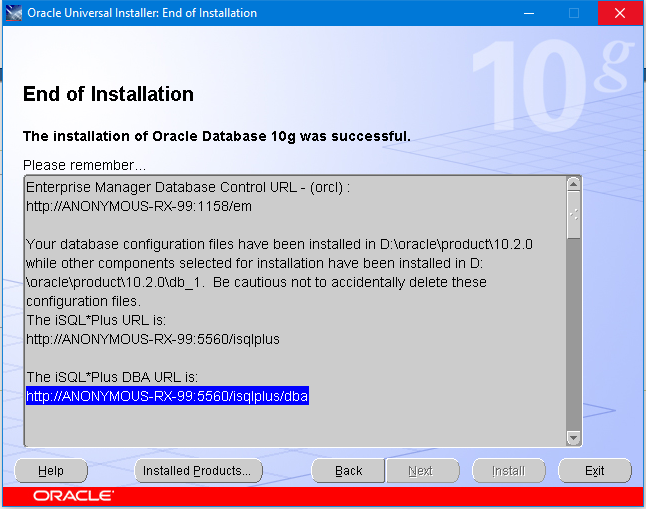 Oracle Universal Installer: End of Installation
10g
End of Installation
The installation of Oracle Database 10g was successful.
Please remember...
Enterprise Manager Database Control URL - (orcl) :
http://ANONYMOUS-RX-99:1158/em
Your database configuration files have been installed in D:\oracle\product\10.2.0
while other components selected for installation have been installed in D:
\oracle\product\10.2.0\db_1.  Be cautious not to accidentally delete these
configuration files.
The iSQL*Plus URL is:
http://ANONYMOUS-RX-99:5560/isqlplus
The iSQL*Plus DBA URL is:
http://ANONYMOUS-RX-99:5560/isqlplus/dba
Help Installed Products... Back Next Install Exit
ORACLE